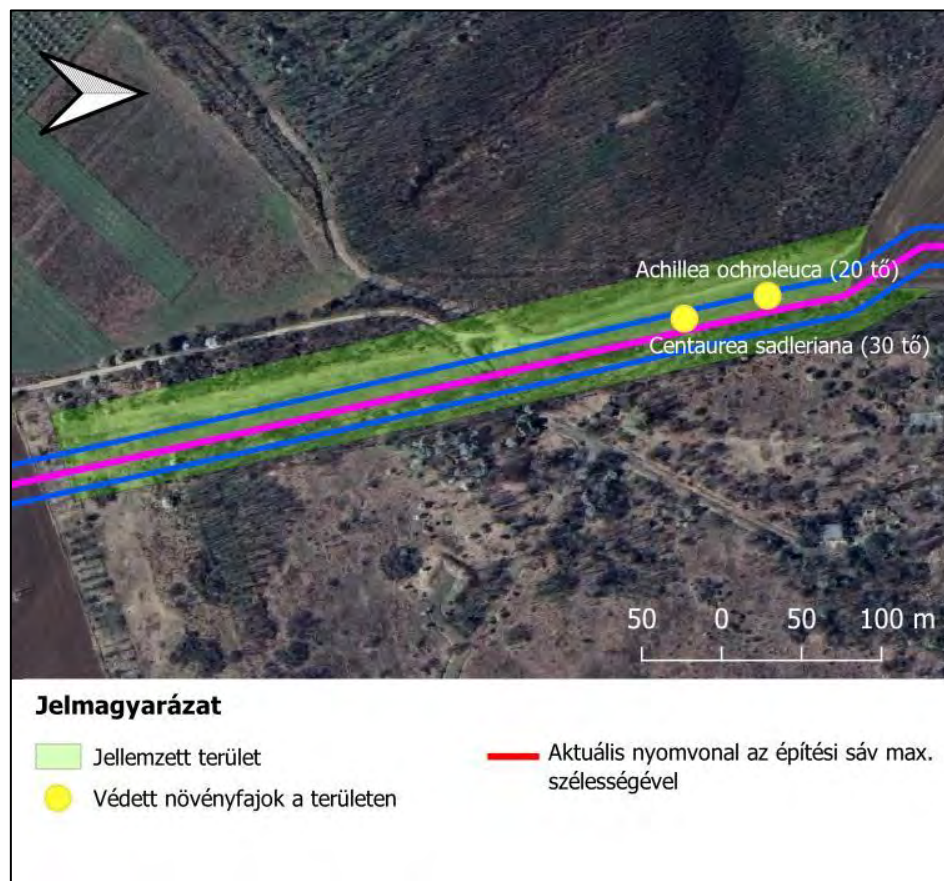 Achillea ochroleuca (20 tő)
Centaurea sadleriana (30 tő)
50 0 50 100 m
Jelmagyarázat
Jellemzett terület
Védett növényfajok a területen
Aktuális nyomvonal az építési sáv max.
szélességével